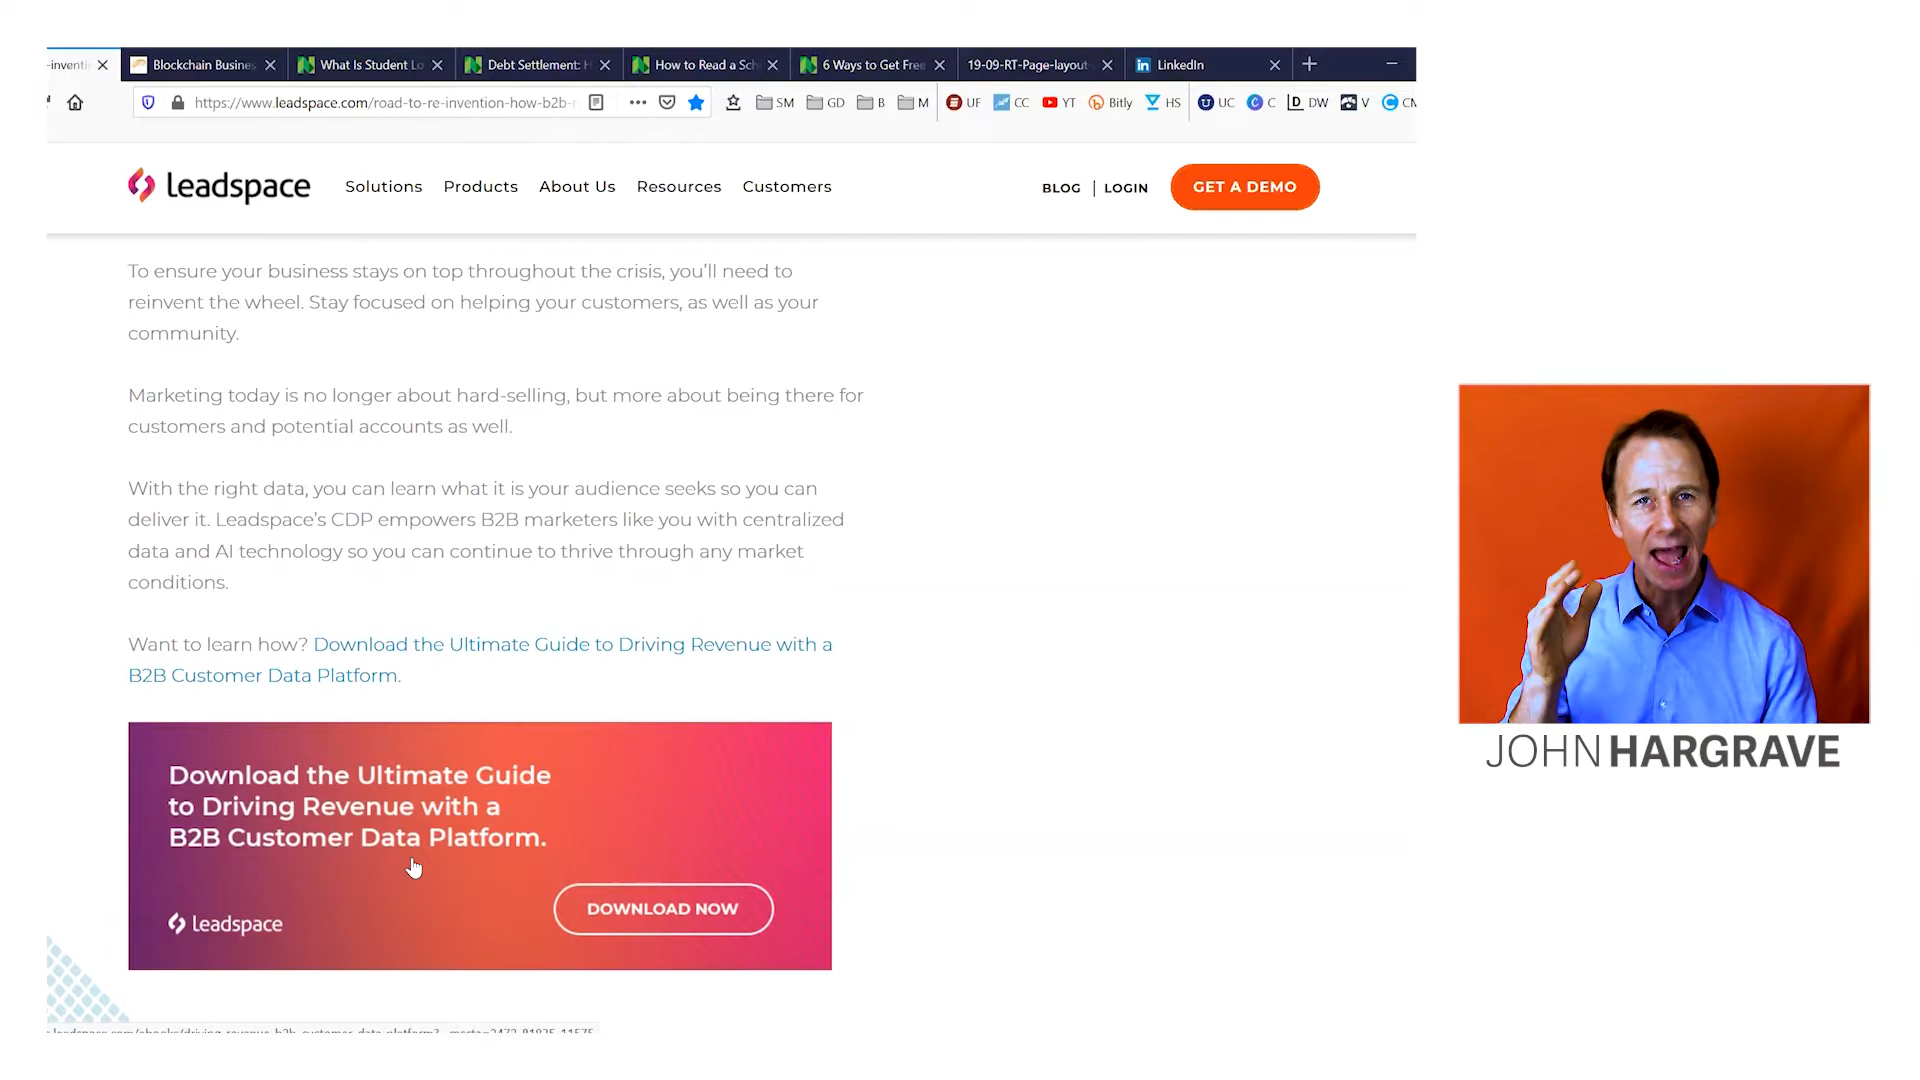 -inventi
Blockchain Busines
What Is Student Lo
Debt Settlement: H
How to Read a Sch
6 Ways to Get Free
19-09-RT-Page-layout-
LinkedIn
https://www.leadspace.com/road-to-re-invention-how-b2b-
SM
GD
B
M
UF
CC
YT
Bitly
HS
UC
C
DW
V
CM
leadspace
Solutions
Products
About Us
Resources
Customers
BLOG | LOGIN
GET A DEMO
To ensure your business stays on top throughout the crisis, you’ll need to
reinvent the wheel. Stay focused on helping your customers, as well as your
community.
Marketing today is no longer about hard-selling, but more about being there for
customers and potential accounts as well.
With the right data, you can learn what it is your audience seeks so you can
deliver it. Leadspace’s CDP empowers B2B marketers like you with centralized
data and AI technology so you can continue to thrive through any market
conditions.
Want to learn how? Download the Ultimate Guide to Driving Revenue with a
B2B Customer Data Platform.
Download the Ultimate Guide
to Driving Revenue with a
B2B Customer Data Platform.
DOWNLOAD NOW
leadspace
JOHN HARGRAVE